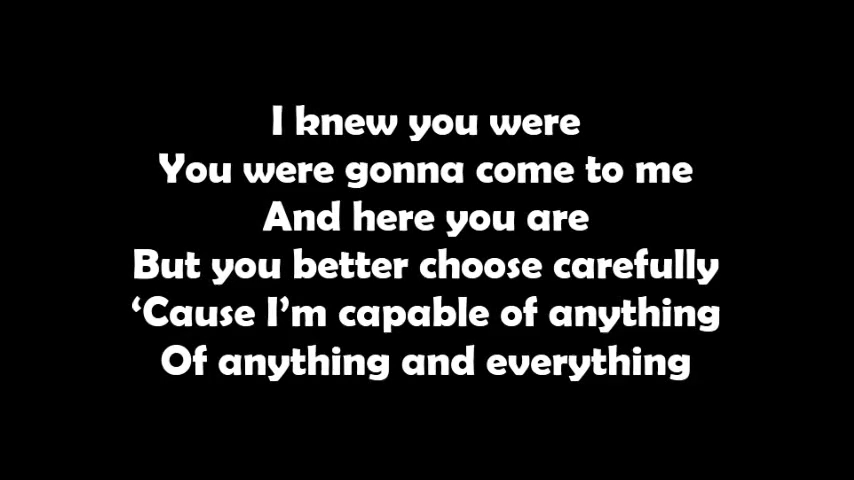 I knew you were
You were gonna come to me
And here you are
But you better choose carefully
‘Cause I’m capable of anything
Of anything and everything